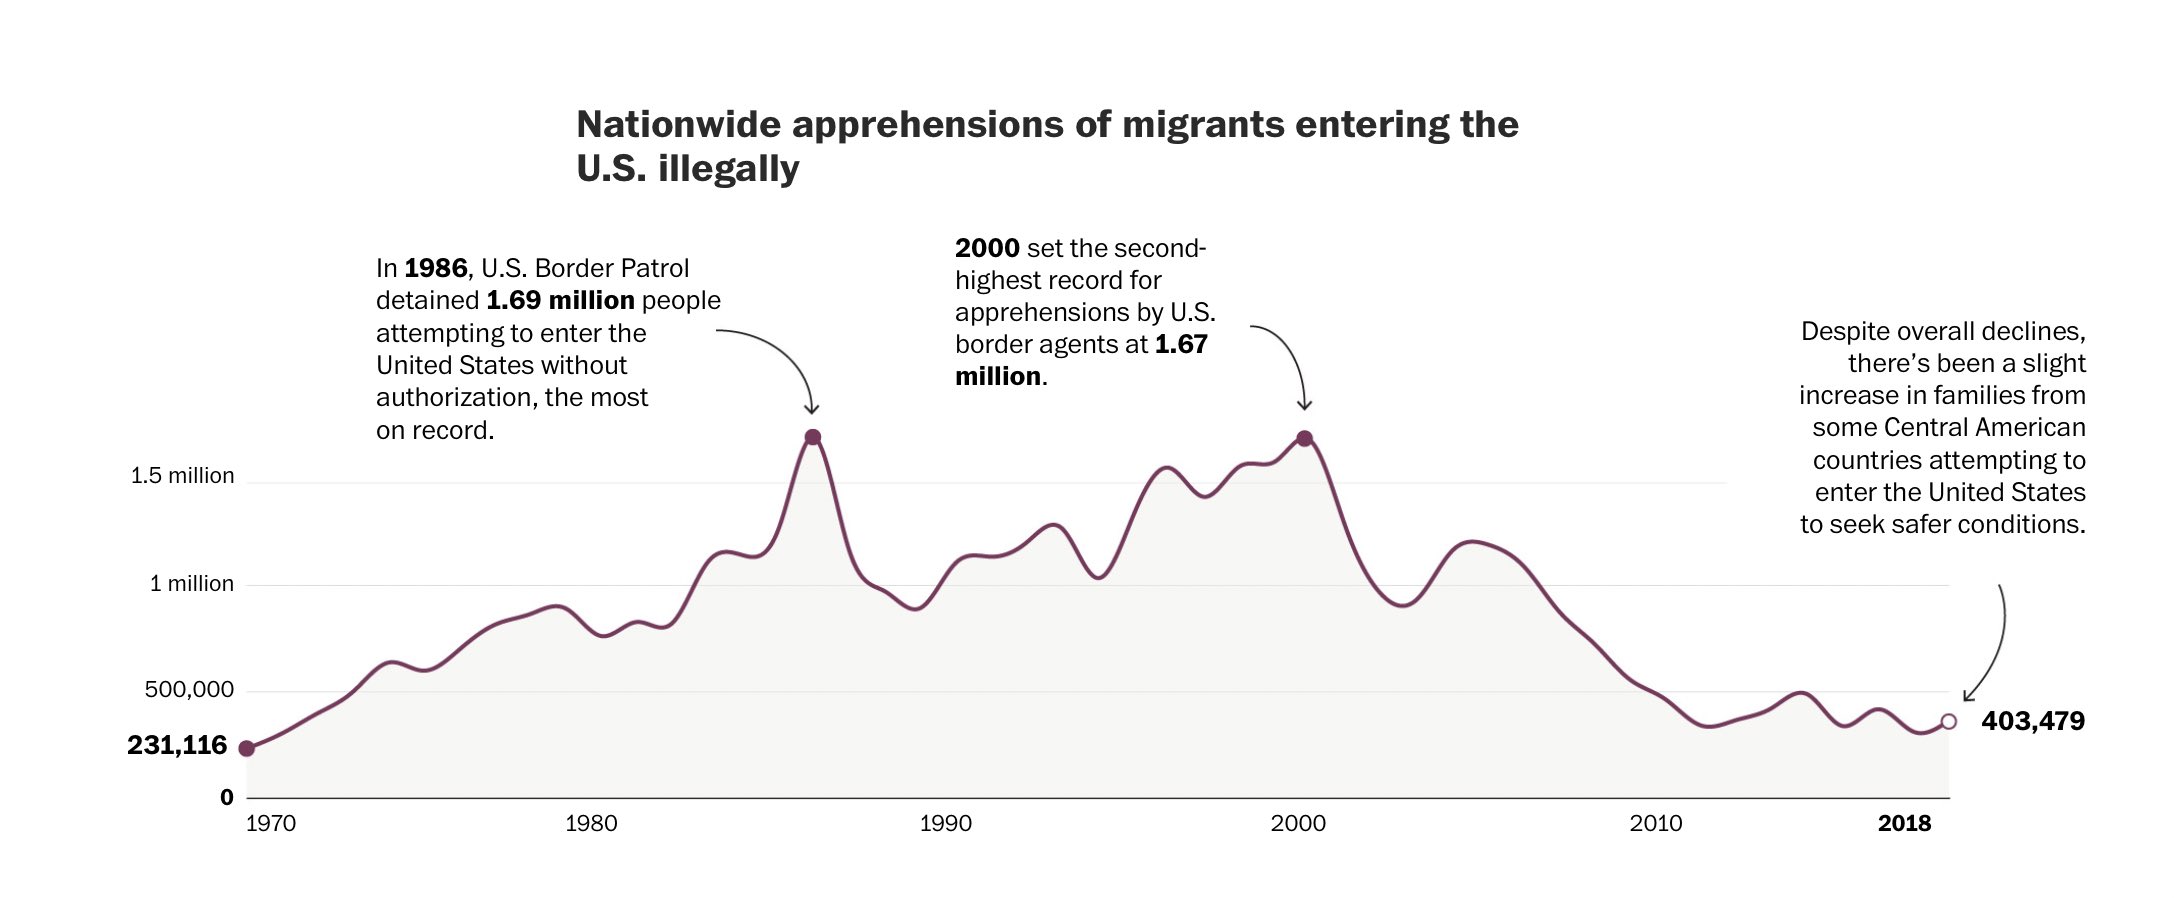 Nationwide apprehensions of migrants entering the
U.S. illegally
In 1986, U.S. Border Patrol
detained 1.69 million people
attempting to enter the
United States without
authorization, the most
on record.
2000 set the second-
highest record for
apprehensions by U.S.
border agents at 1.67
million.
Despite overall declines,
there’s been a slight
increase in families from
some Central American
countries attempting to
enter the United States
to seek safer conditions.
1.5 million
1 million
500,000
231,116
403,479
0
1970 1980 1990 2000 2010 2018